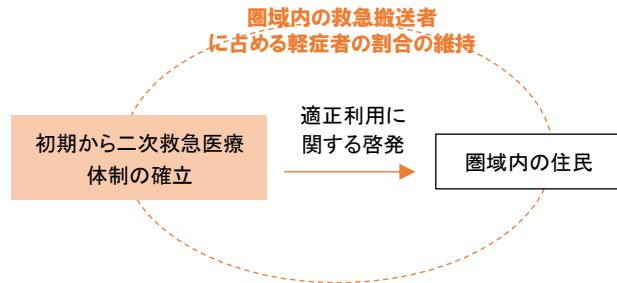 圏域内の救急搬送者
に占める軽症者の割合の維持
適正利用に
関する啓発
初期から二次救急医療
体制の確立
圏域内の住民